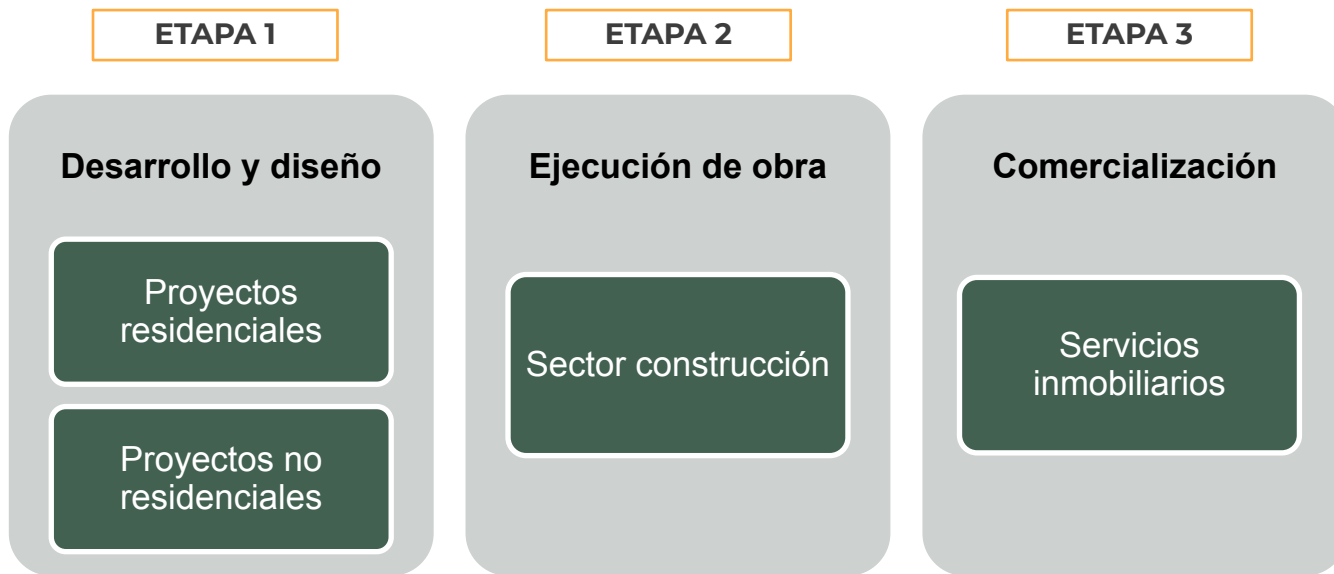 ETAPA 1
ETAPA 2
ETAPA 3
Desarrollo y diseño
Proyectos
residenciales
Proyectos no
residenciales
Ejecución de obra
Sector construcción
Comercialización
Servicios
inmobiliarios